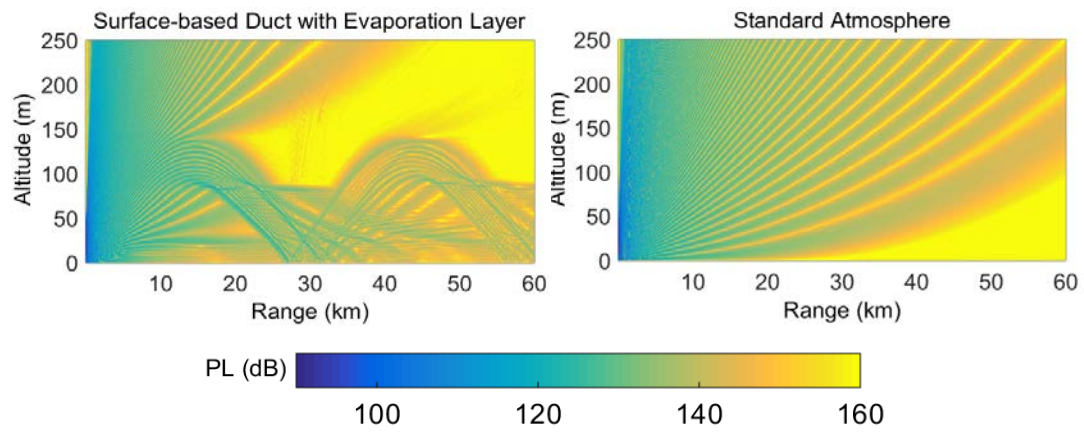 Surface-based Duct with Evaporation Layer
250
200
150
100
50
0
Altitude (m)
10 20 30 40 50 60
Range (km)
Standard Atmosphere
250
200
150
100
50
0
Altitude (m)
10 20 30 40 50 60
Range (km)
PL (dB)
100 120 140 160